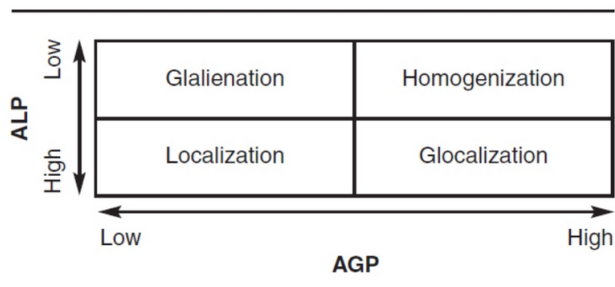 ALP
Low
High
Glalienation
Homogenization
Localization
Glocalization
Low
High
AGP